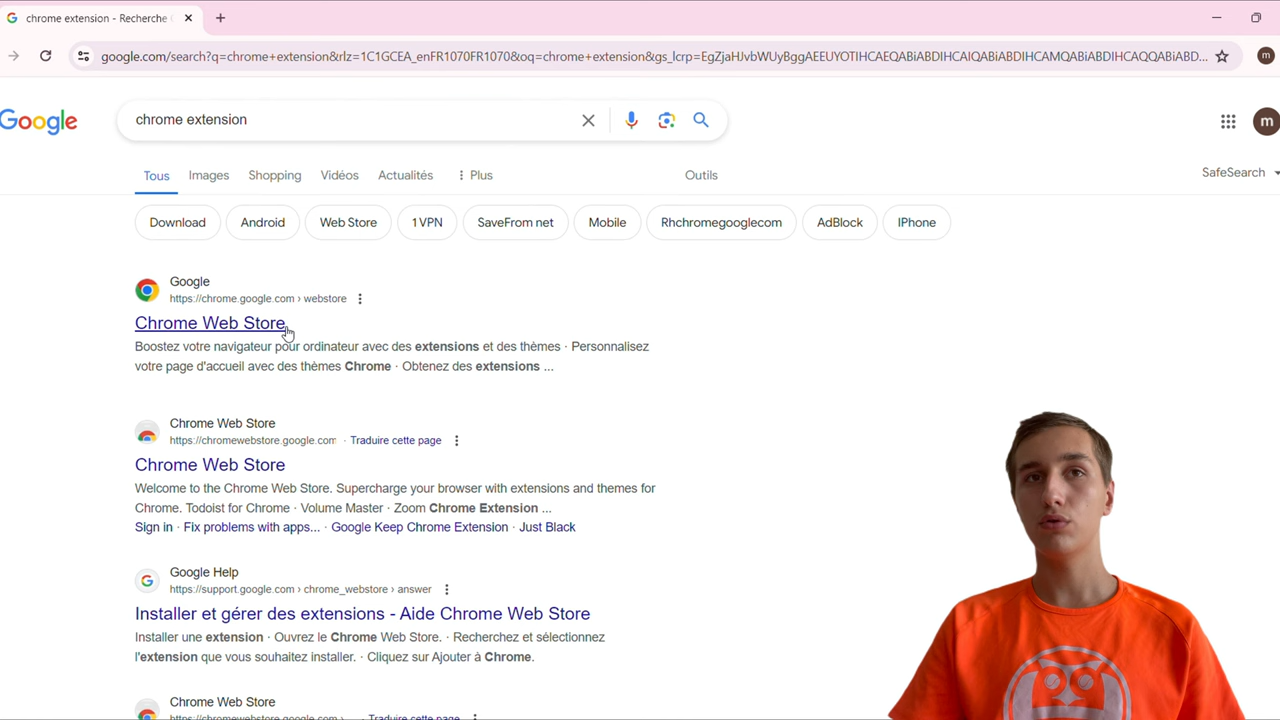 chrome extension - Recherche
google.com/search?q=chrome+extension&rlz=1C1GCEA_enFR1070FR1070&oq=chrome+extension&gs_lcrp=EgZjaHJvbWUyBggAEEUYOTIHCAEQABiABDIHCAIQABiABDIHCAMQABiABDIHCAQQABiABD...
m
Google
chrome extension
m
Tous Images Shopping Vidéos Actualités Plus Outils SafeSearch
Download Android Web Store 1 VPN SaveFrom net Mobile Rhchromegooglecom AdBlock IPhone
Google
https://chrome.google.com › webstore
Chrome Web Store
Boostez votre navigateur pour ordinateur avec des extensions et des thèmes · Personnalisez
votre page d'accueil avec des thèmes Chrome · Obtenez des extensions ...
Chrome Web Store
https://chromewebstore.google.com · Traduire cette page
Chrome Web Store
Welcome to the Chrome Web Store. Supercharge your browser with extensions and themes for
Chrome. Todoist for Chrome · Volume Master · Zoom Chrome Extension ...
Sign in · Fix problems with apps... · Google Keep Chrome Extension · Just Black
Google Help
https://support.google.com › chrome_webstore › answer
Installer et gérer des extensions - Aide Chrome Web Store
Installer une extension · Ouvrez le Chrome Web Store. · Recherchez et sélectionnez
l'extension que vous souhaitez installer. · Cliquez sur Ajouter à Chrome.
Chrome Web Store
https://chromewebstore.google.com › Traduire cette page